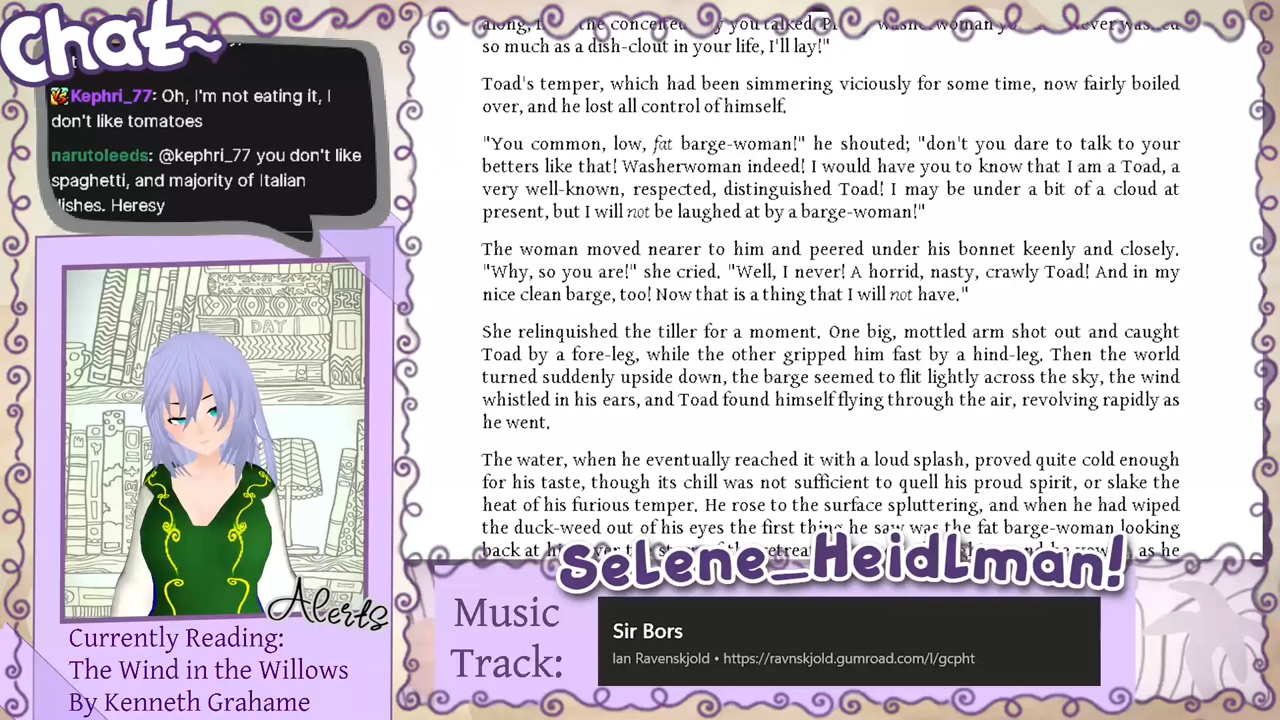 Chat~
Kephri_77: Oh, I'm not eating it, I
don't like tomatoes
narutoleeds: @kephri_77 you don't like
spaghetti, and majority of Italian
dishes. Heresy
DAY
Alerts
Currently Reading:
The Wind in the Willows
By Kenneth Grahame
so much as a dish-clout in your life, I'll lay!"
Toad's temper, which had been simmering viciously for some time, now fairly boiled
over, and he lost all control of himself.
"You common, low, fat barge-woman!" he shouted; "don't you dare to talk to your
betters like that! Washerwoman indeed! I would have you to know that I am a Toad, a
very well-known, respected, distinguished Toad! I may be under a bit of a cloud at
present, but I will not be laughed at by a barge-woman!"
The woman moved nearer to him and peered under his bonnet keenly and closely.
"Why, so you are!" she cried. "Well, I never! A horrid, nasty, crawly Toad! And in my
nice clean barge, too! Now that is a thing that I will not have."
She relinquished the tiller for a moment. One big, mottled arm shot out and caught
Toad by a fore-leg, while the other gripped him fast by a hind-leg. Then the world
turned suddenly upside down, the barge seemed to flit lightly across the sky, the wind
whistled in his ears, and Toad found himself flying through the air, revolving rapidly as
he went.
The water, when he eventually reached it with a loud splash, proved quite cold enough
for his taste, though its chill was not sufficient to quell his proud spirit, or slake the
heat of his furious temper. He rose to the surface spluttering, and when he had wiped
the duck-weed out of his eyes the first thing he saw was the fat barge-woman looking
back at
Selene_Heidlman!
Music
Track:
Sir Bors
Ian Ravenskjold • https://ravnskjold.gumroad.com/l/gcpht